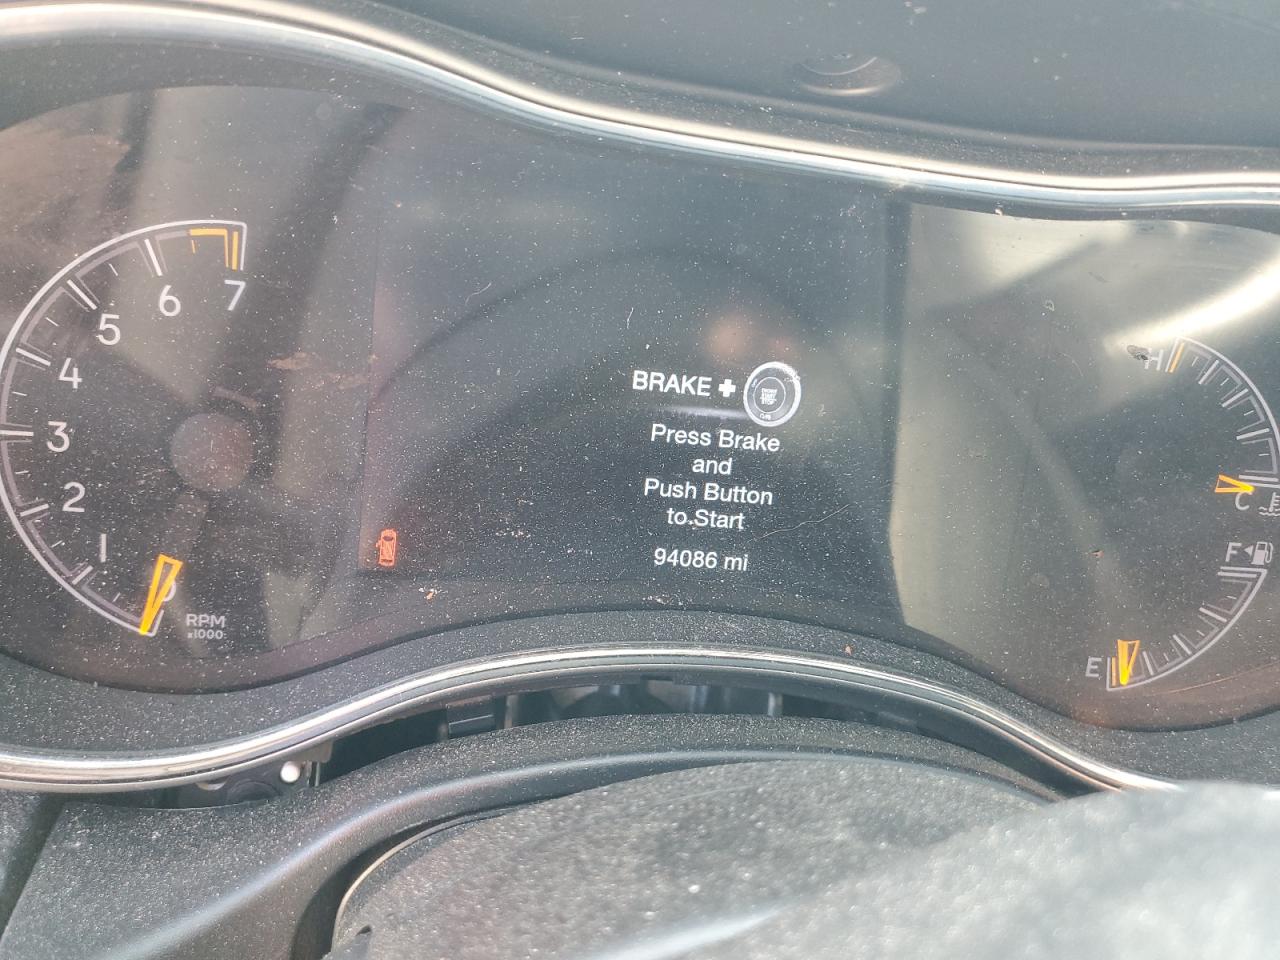 7
6
5
4
3
2
1
RPM
x1000
BRAKE +
Press Brake
and
Push Button
to Start
94086 mi
H
C
F
E